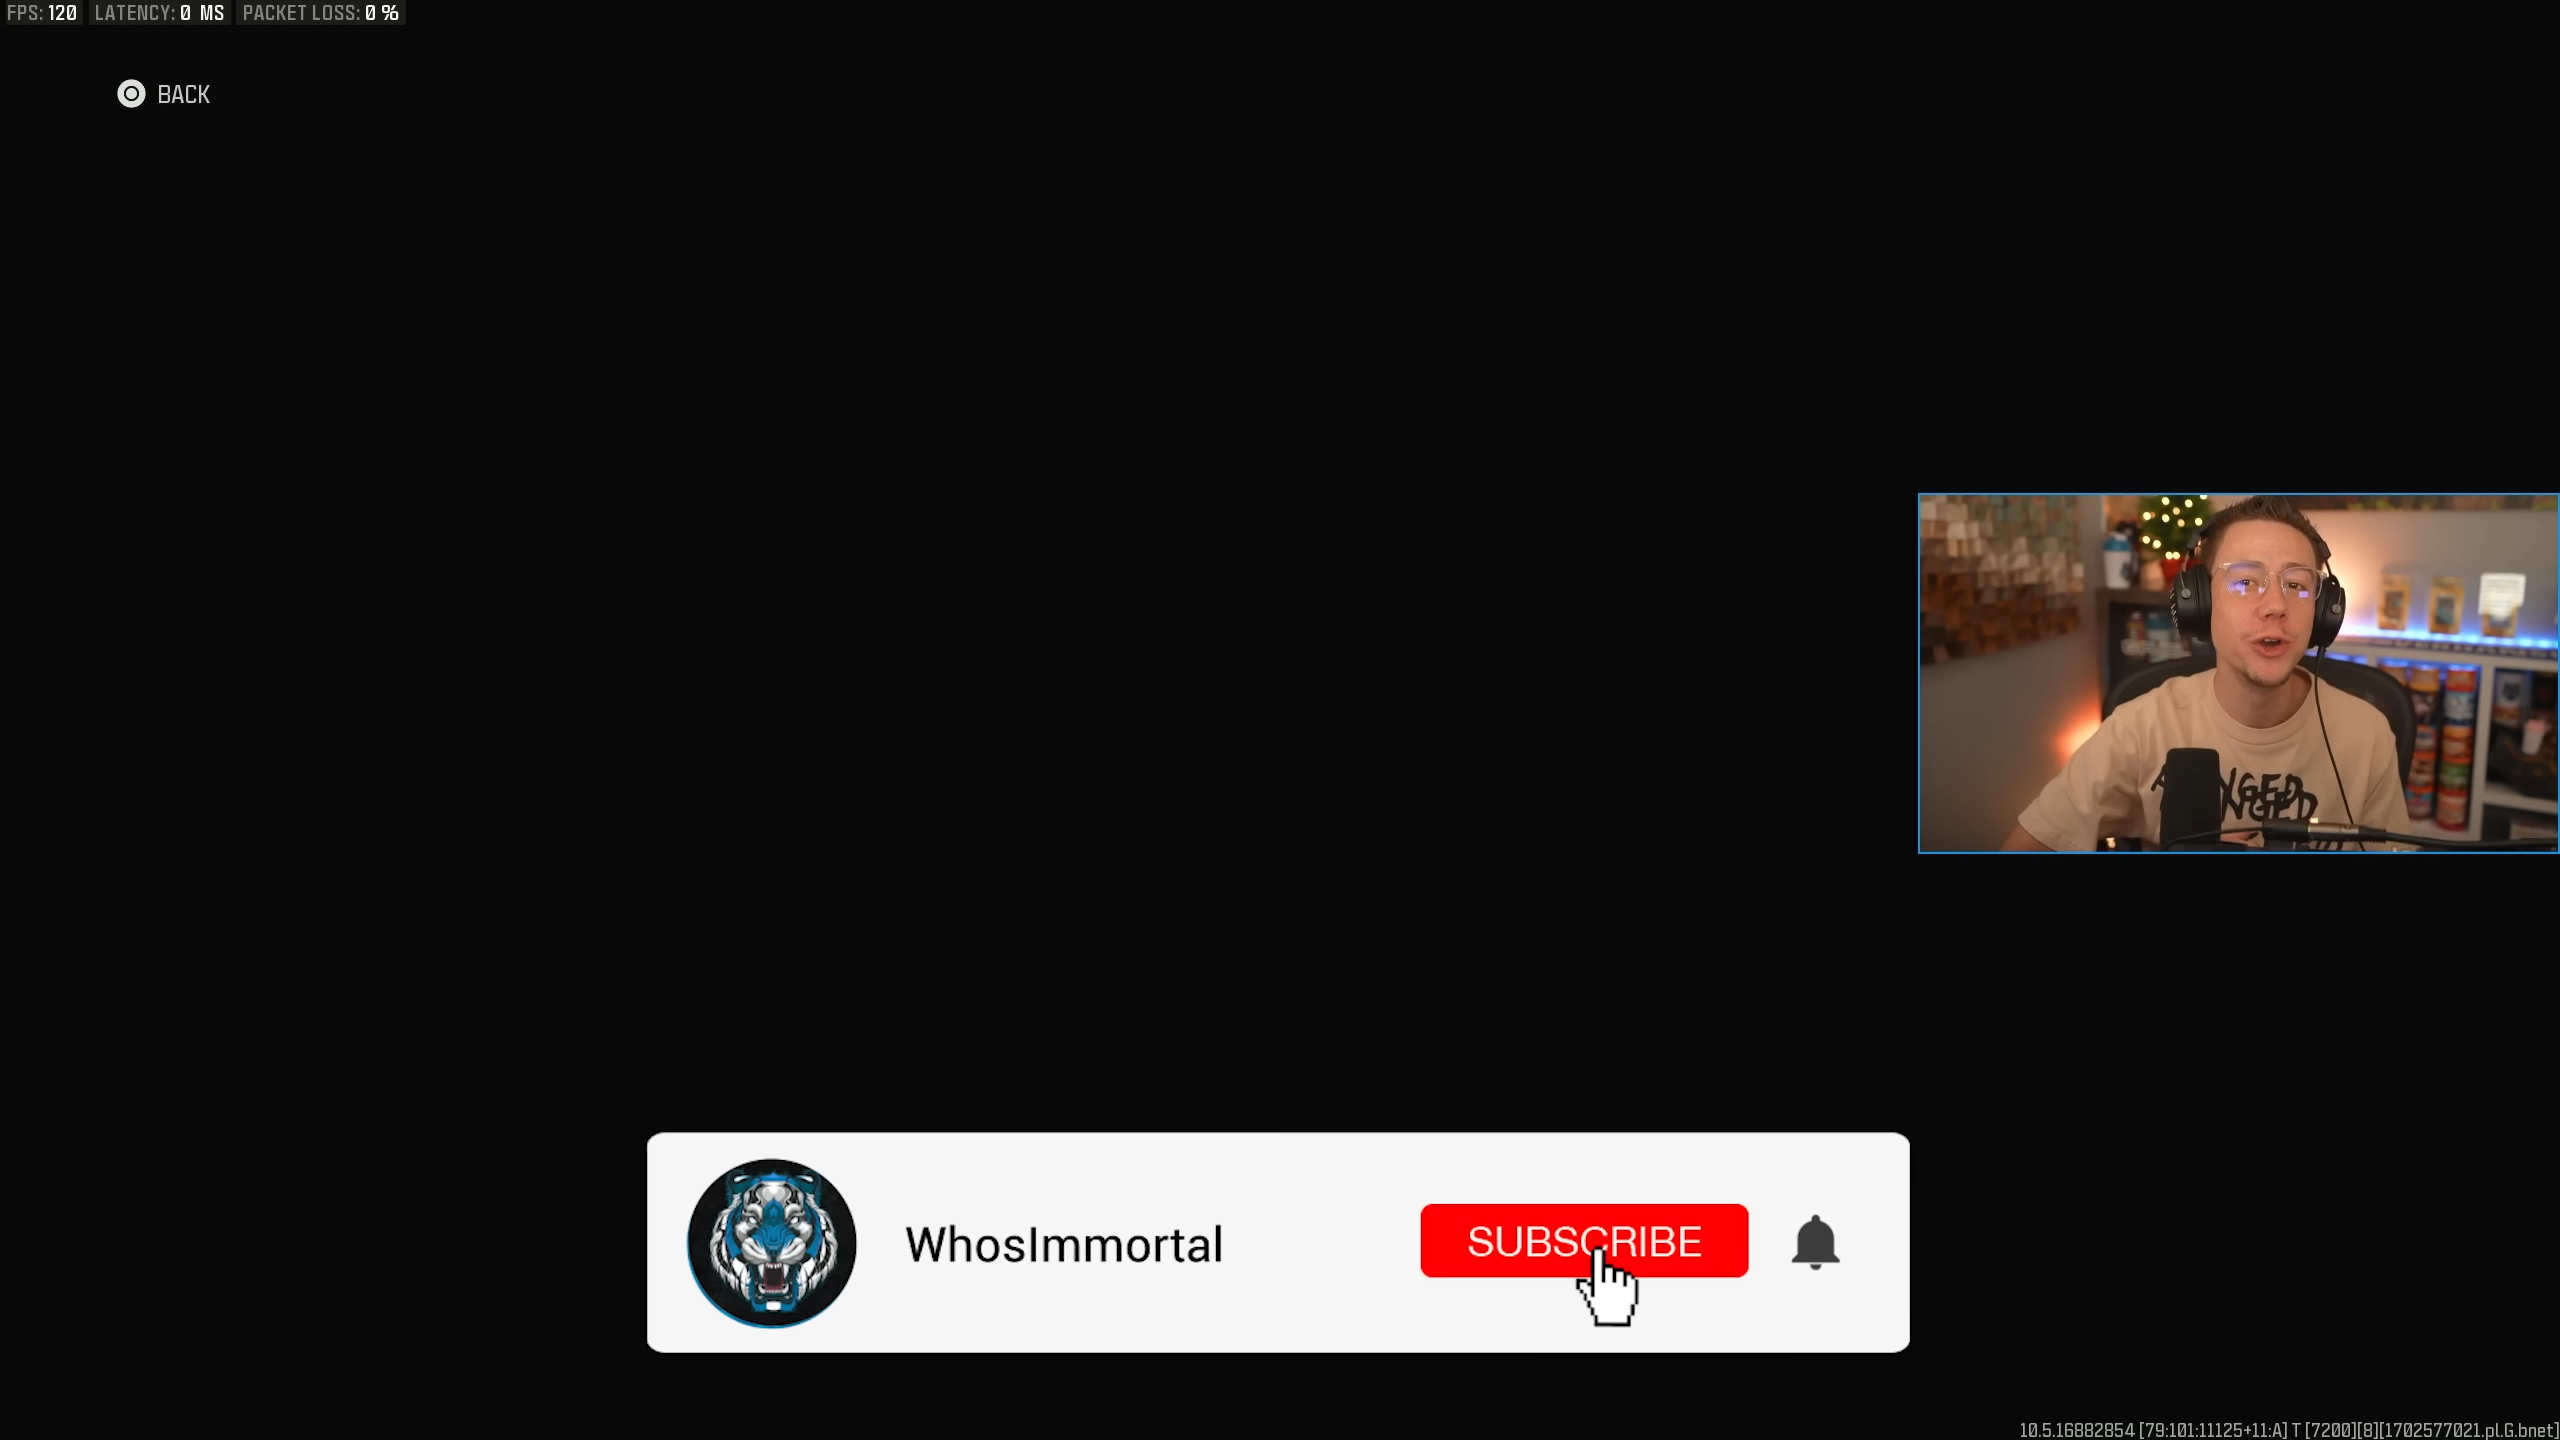 FPS: 120 LATENCY: 0 MS PACKET LOSS: 0 %
BACK
WhosImmortal
SUBSCRIBE
10.5.16882854 [79:101:11125+11:A] T [7200][8][1702577021.pl.G.bnet]